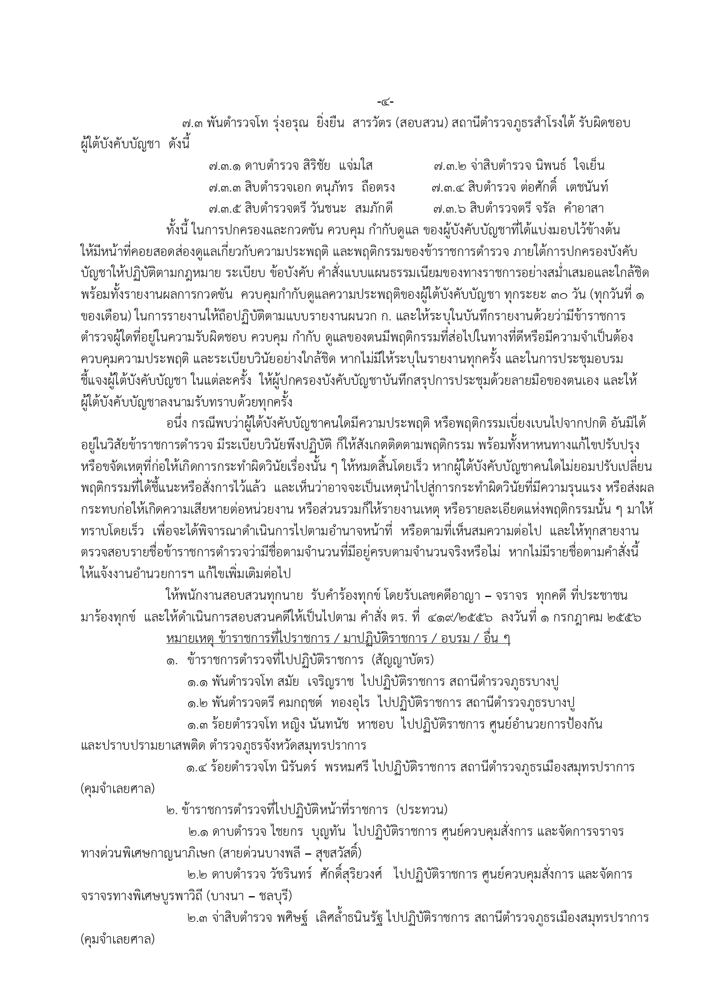 -๔-
๗.๓ พันตำรวจโท รุ่งอรุณ ยิ่งยืน สารวัตร (สอบสวน) สถานีตำรวจภูธรสำโรงใต้ รับผิดชอบ
ผู้ใต้บังคับบัญชา ดังนี้
๗.๓.๑ ดาบตำรวจ สิริชัย แจ่มใส ๗.๓.๒ จ่าสิบตำรวจ นิพนธ์ ใจเย็น
๗.๓.๓ สิบตำรวจเอก ดนุภัทร ถือตรง ๗.๓.๔ สิบตำรวจ ต่อศักดิ์ เตชนันท์
๗.๓.๕ สิบตำรวจตรี วันชนะ สมภักดี ๗.๓.๖ สิบตำรวจตรี จรัล คำอาสา
ทั้งนี้ ในการปกครองและกวดขัน ควบคุม กำกับดูแล ของผู้บังคับบัญชาที่ได้แบ่งมอบไว้ข้างต้น
ให้มีหน้าที่คอยสอดส่องดูแลเกี่ยวกับความประพฤติ และพฤติกรรมของข้าราชการตำรวจ ภายใต้การปกครองบังคับ
บัญชาให้ปฏิบัติตามกฎหมาย ระเบียบ ข้อบังคับ คำสั่งแบบแผนธรรมเนียมของทางราชการอย่างสม่ำเสมอและใกล้ชิด
พร้อมทั้งรายงานผลการกวดขัน ควบคุมกำกับดูแลความประพฤติของผู้ใต้บังคับบัญชา ทุกระยะ ๓๐ วัน (ทุกวันที่ ๑
ของเดือน) ในการรายงานให้ถือปฏิบัติตามแบบรายงานผนวก ก. และให้ระบุในบันทึกรายงานด้วยว่ามีข้าราชการ
ตำรวจผู้ใดที่อยู่ในความรับผิดชอบ ควบคุม กำกับ ดูแลของตนมีพฤติกรรมที่ส่อไปในทางที่ดีหรือมีความจำเป็นต้อง
ควบคุมความประพฤติ และระเบียบวินัยอย่างใกล้ชิด หากไม่มีให้ระบุในรายงานทุกครั้ง และในการประชุมอบรม
ชี้แจงผู้ใต้บังคับบัญชา ในแต่ละครั้ง ให้ผู้ปกครองบังคับบัญชาบันทึกสรุปการประชุมด้วยลายมือของตนเอง และให้
ผู้ใต้บังคับบัญชาลงนามรับทราบด้วยทุกครั้ง
อนึ่ง กรณีพบว่าผู้ใต้บังคับบัญชาคนใดมีความประพฤติ หรือพฤติกรรมเบี่ยงเบนไปจากปกติ อันมิได้
อยู่ในวิสัยข้าราชการตำรวจ มีระเบียบวินัยพึงปฏิบัติ ก็ให้สังเกตติดตามพฤติกรรม พร้อมทั้งหาหนทางแก้ไขปรับปรุง
หรือขจัดเหตุที่ก่อให้เกิดการกระทำผิดวินัยเรื่องนั้น ๆ ให้หมดสิ้นโดยเร็ว หากผู้ใต้บังคับบัญชาคนใดไม่ยอมปรับเปลี่ยน
พฤติกรรมที่ได้ชี้แนะหรือสั่งการไว้แล้ว และเห็นว่าอาจจะเป็นเหตุนำไปสู่การกระทำผิดวินัยที่มีความรุนแรง หรือส่งผล
กระทบก่อให้เกิดความเสียหายต่อหน่วยงาน หรือส่วนรวมก็ให้รายงานเหตุ หรือรายละเอียดแห่งพฤติกรรมนั้น ๆ มาให้
ทราบโดยเร็ว เพื่อจะได้พิจารณาดำเนินการไปตามอำนาจหน้าที่ หรือตามที่เห็นสมความต่อไป และให้ทุกสายงาน
ตรวจสอบรายชื่อข้าราชการตำรวจว่ามีชื่อตามจำนวนที่มีอยู่ครบตามจำนวนจริงหรือไม่ หากไม่มีรายชื่อตามคำสั่งนี้
ให้แจ้งงานอำนวยการฯ แก้ไขเพิ่มเติมต่อไป
ให้พนักงานสอบสวนทุกนาย รับคำร้องทุกข์ โดยรับเลขคดีอาญา – จราจร ทุกคดี ที่ประชาชน
มาร้องทุกข์ และให้ดำเนินการสอบสวนคดีให้เป็นไปตาม คำสั่ง ตร. ที่ ๔๑๙/๒๕๕๖ ลงวันที่ ๑ กรกฎาคม ๒๕๕๖
หมายเหตุ ข้าราชการที่ไปราชการ / มาปฏิบัติราชการ / อบรม / อื่น ๆ
๑. ข้าราชการตำรวจที่ไปปฏิบัติราชการ (สัญญาบัตร)
๑.๑ พันตำรวจโท สมัย เจริญราช ไปปฏิบัติราชการ สถานีตำรวจภูธรบางปู
๑.๒ พันตำรวจตรี คมกฤชต์ ทองอุไร ไปปฏิบัติราชการ สถานีตำรวจภูธรบางปู
๑.๓ ร้อยตำรวจโท หญิง นันทนัช หาชอบ ไปปฏิบัติราชการ ศูนย์อำนวยการป้องกัน
และปราบปรามยาเสพติด ตำรวจภูธรจังหวัดสมุทรปราการ
๑.๔ ร้อยตำรวจโท นิรันดร์ พรหมศรี ไปปฏิบัติราชการ สถานีตำรวจภูธรเมืองสมุทรปราการ
(คุมจำเลยศาล)
๒. ข้าราชการตำรวจที่ไปปฏิบัติหน้าที่ราชการ (ประทวน)
๒.๑ ดาบตำรวจ ไชยกร บุญทัน ไปปฏิบัติราชการ ศูนย์ควบคุมสั่งการ และจัดการจราจร
ทางด่วนพิเศษกาญนาภิเษก (สายด่วนบางพลี – สุขสวัสดิ์)
๒.๒ ดาบตำรวจ วัชรินทร์ ศักดิ์สุริยวงศ์ ไปปฏิบัติราชการ ศูนย์ควบคุมสั่งการ และจัดการ
จราจรทางพิเศษบูรพาวิถี (บางนา – ชลบุรี)
๒.๓ จ่าสิบตำรวจ พศิษฐ์ เลิศล้ำธนินรัฐ ไปปฏิบัติราชการ สถานีตำรวจภูธรเมืองสมุทรปราการ
(คุมจำเลยศาล)